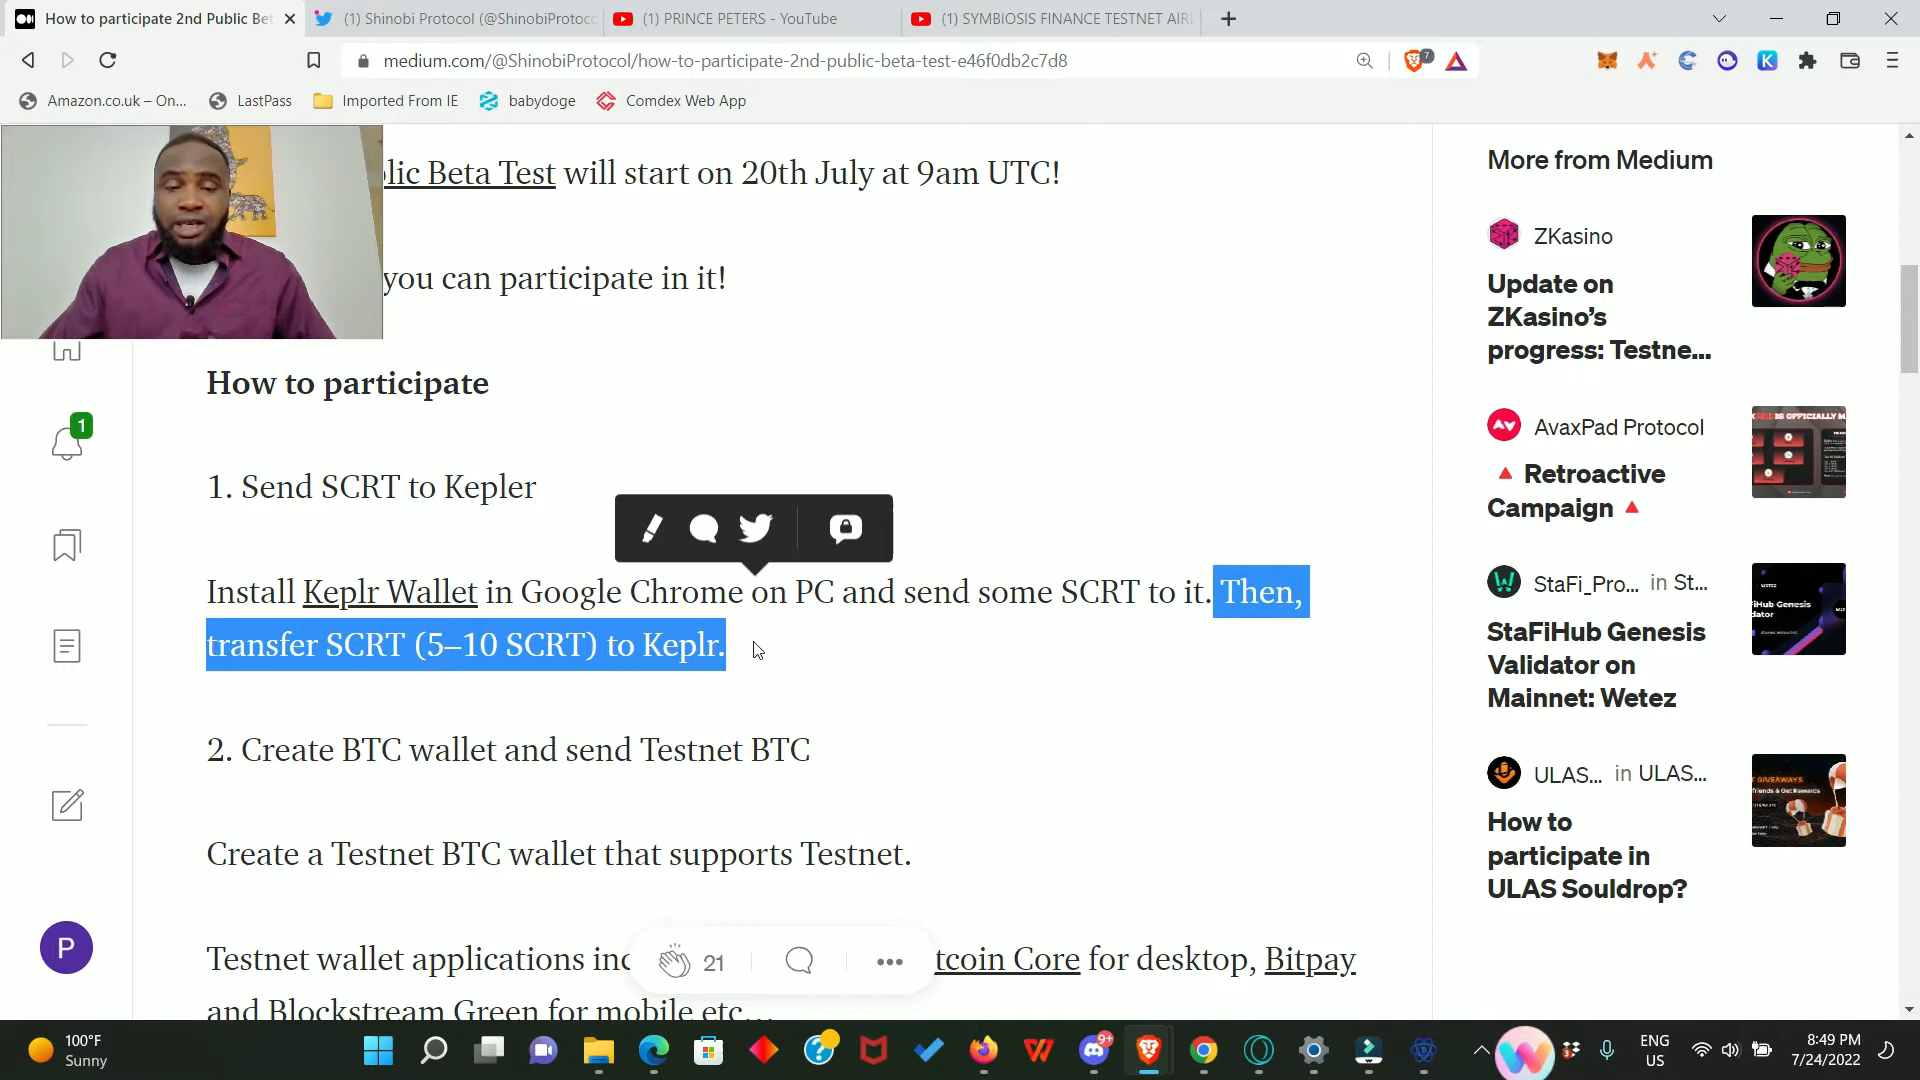 How to participate 2nd Public Be
(1) Shinobi Protocol (@ShinobiProtoc
(1) PRINCE PETERS - YouTube
(1) SYMBIOSIS FINANCE TESTNET AIR
medium.com/@ShinobiProtocol/how-to-participate-2nd-public-beta-test-e46f0db2c7d8
7
Amazon.co.uk – On...
LastPass
Imported From IE
babydoge
Comdex Web App
lic Beta Test will start on 20th July at 9am UTC!
you can participate in it!
How to participate
1
1. Send SCRT to Kepler
Install Keplr Wallet in Google Chrome on PC and send some SCRT to it. Then,
transfer SCRT (5–10 SCRT) to Keplr.
2. Create BTC wallet and send Testnet BTC
Create a Testnet BTC wallet that supports Testnet.
Testnet wallet applications inc
tcoin Core for desktop, Bitpay
and Blockstream Green for mobile etc...
P
21
More from Medium
ZKasino
Update on
ZKasino's
progress: Testne...
AvaxPad Protocol
🔺 Retroactive
Campaign 🔺
StaFi_Pro... in St...
StaFiHub Genesis
Validator on
Mainnet: Wetez
ULAS... in ULAS...
How to
participate in
ULAS Souldrop?
100°F
Sunny
9+
ENG
US
8:49 PM
7/24/2022